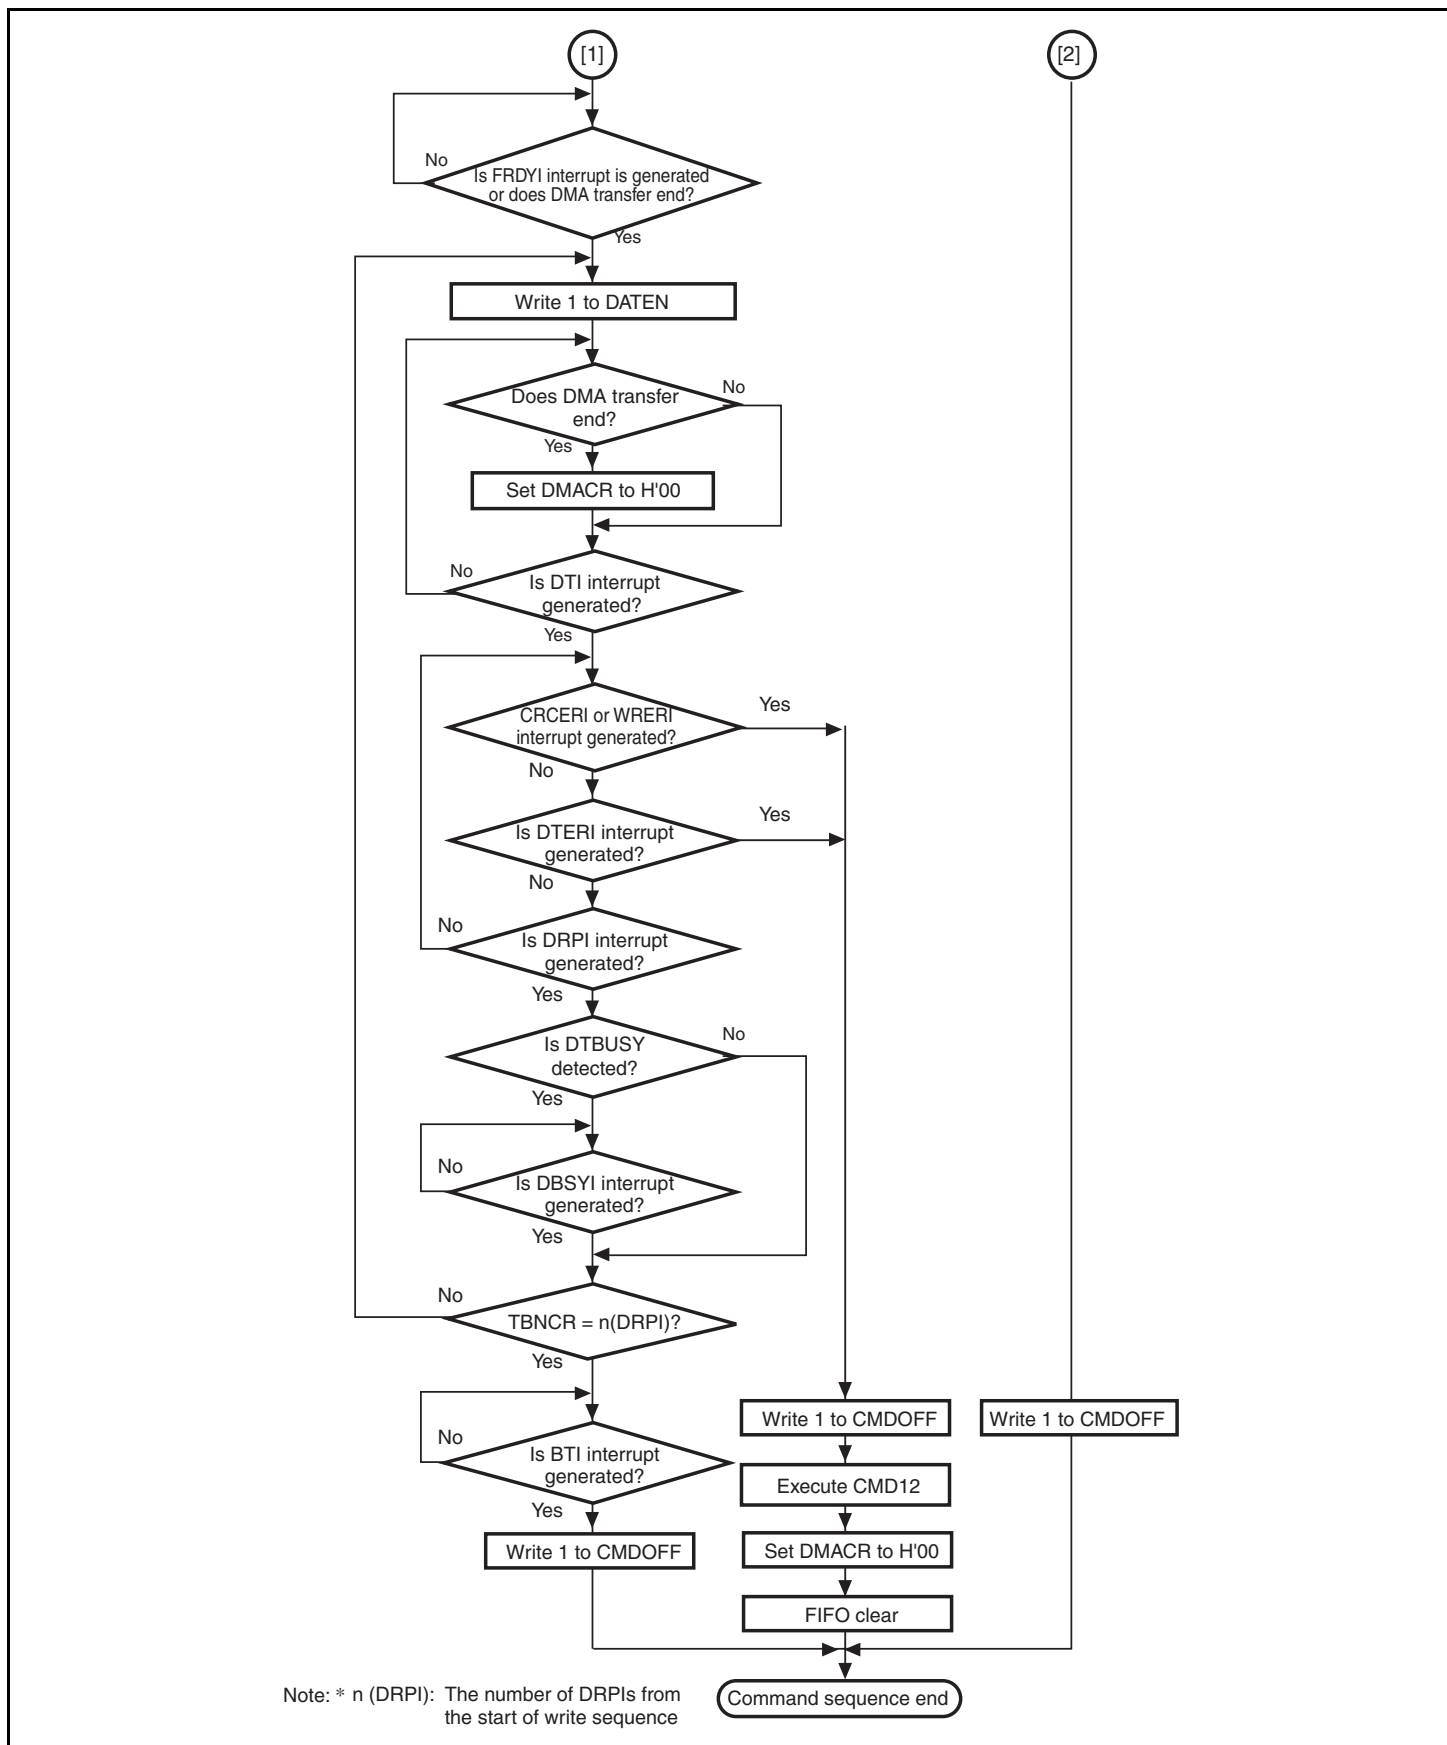 [1]
[2]
No
Is FRDYI interrupt is generated
or does DMA transfer end?
Yes
Write 1 to DATEN
Does DMA transfer
end?
No
Yes
Set DMACR to H'00
No
Is DTI interrupt
generated?
Yes
CRCERI or WRERI
interrupt generated?
Yes
No
Is DTERI interrupt
generated?
Yes
No
No
Is DRPI interrupt
generated?
Yes
Is DTBUSY
detected?
No
Yes
No
Is DBSYI interrupt
generated?
Yes
No
TBNCR = n(DRPI)?
Yes
No
Is BTI interrupt
generated?
Yes
Write 1 to CMDOFF
Write 1 to CMDOFF
Execute CMD12
Set DMACR to H'00
FIFO clear
Write 1 to CMDOFF
Command sequence end
Note: * n (DRPI): The number of DRPIs from
the start of write sequence